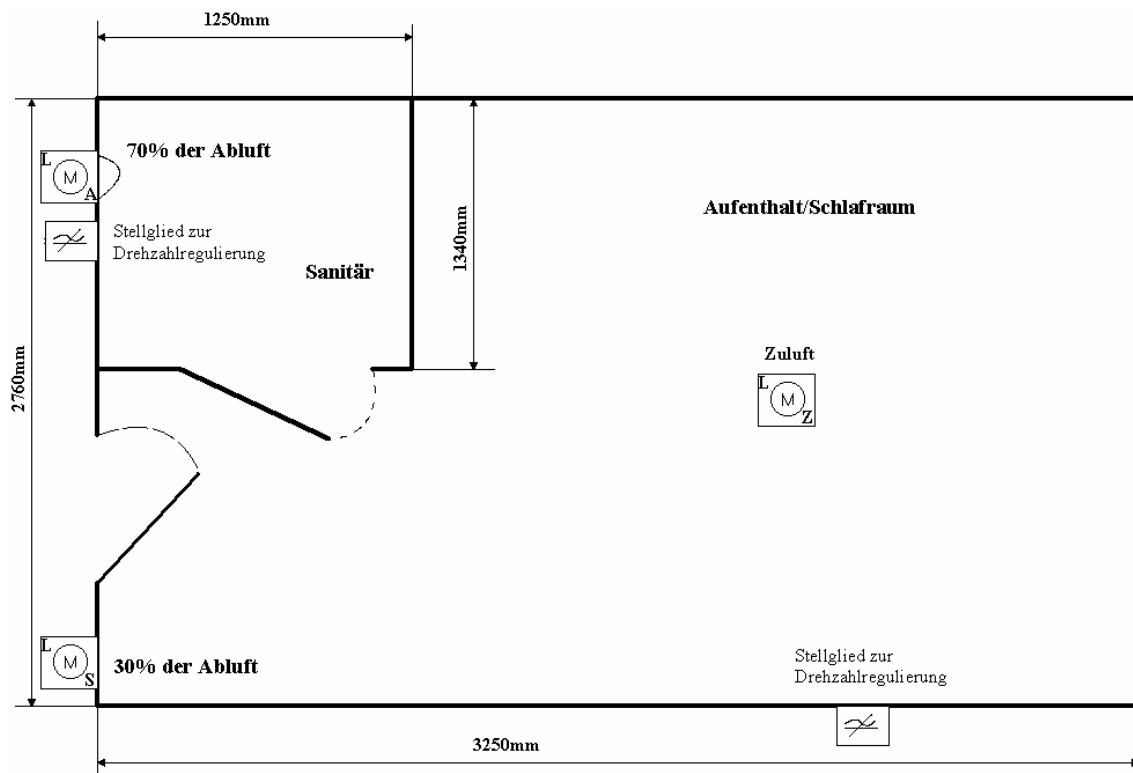 1250mm
70% der Abluft
L
M
A
Stellglied zur
Drehzahlregulierung
Sanitär
1340mm
Aufenthalt/Schlafraum
2760mm
Zuluft
L
M
Z
L
M
S
30% der Abluft
Stellglied zur
Drehzahlregulierung
3250mm